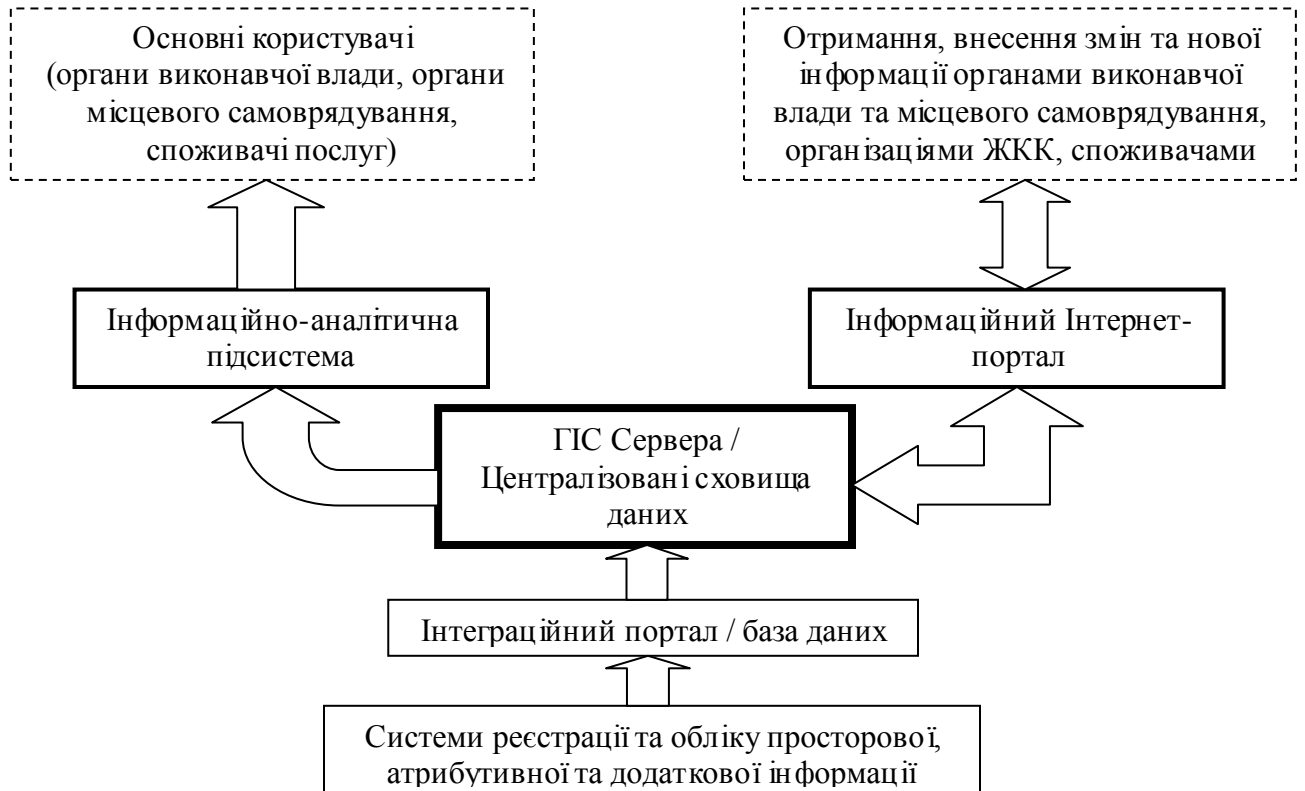 Основні користувачі
(органи виконавчої влади, органи
місцевого самоврядування,
споживачі послуг)
Отримання, внесення змін та нової
інформації органами виконавчої
влади та місцевого самоврядування,
організаціями ЖКК, споживачами
Інформаційно-аналітична
підсистема
Інформаційний Інтернет-
портал
ГІС Сервера /
Централізовані сховища
даних
Інтеграційний портал / база даних
Системи реєстрації та обліку просторової,
атрибутивної та додаткової інформації